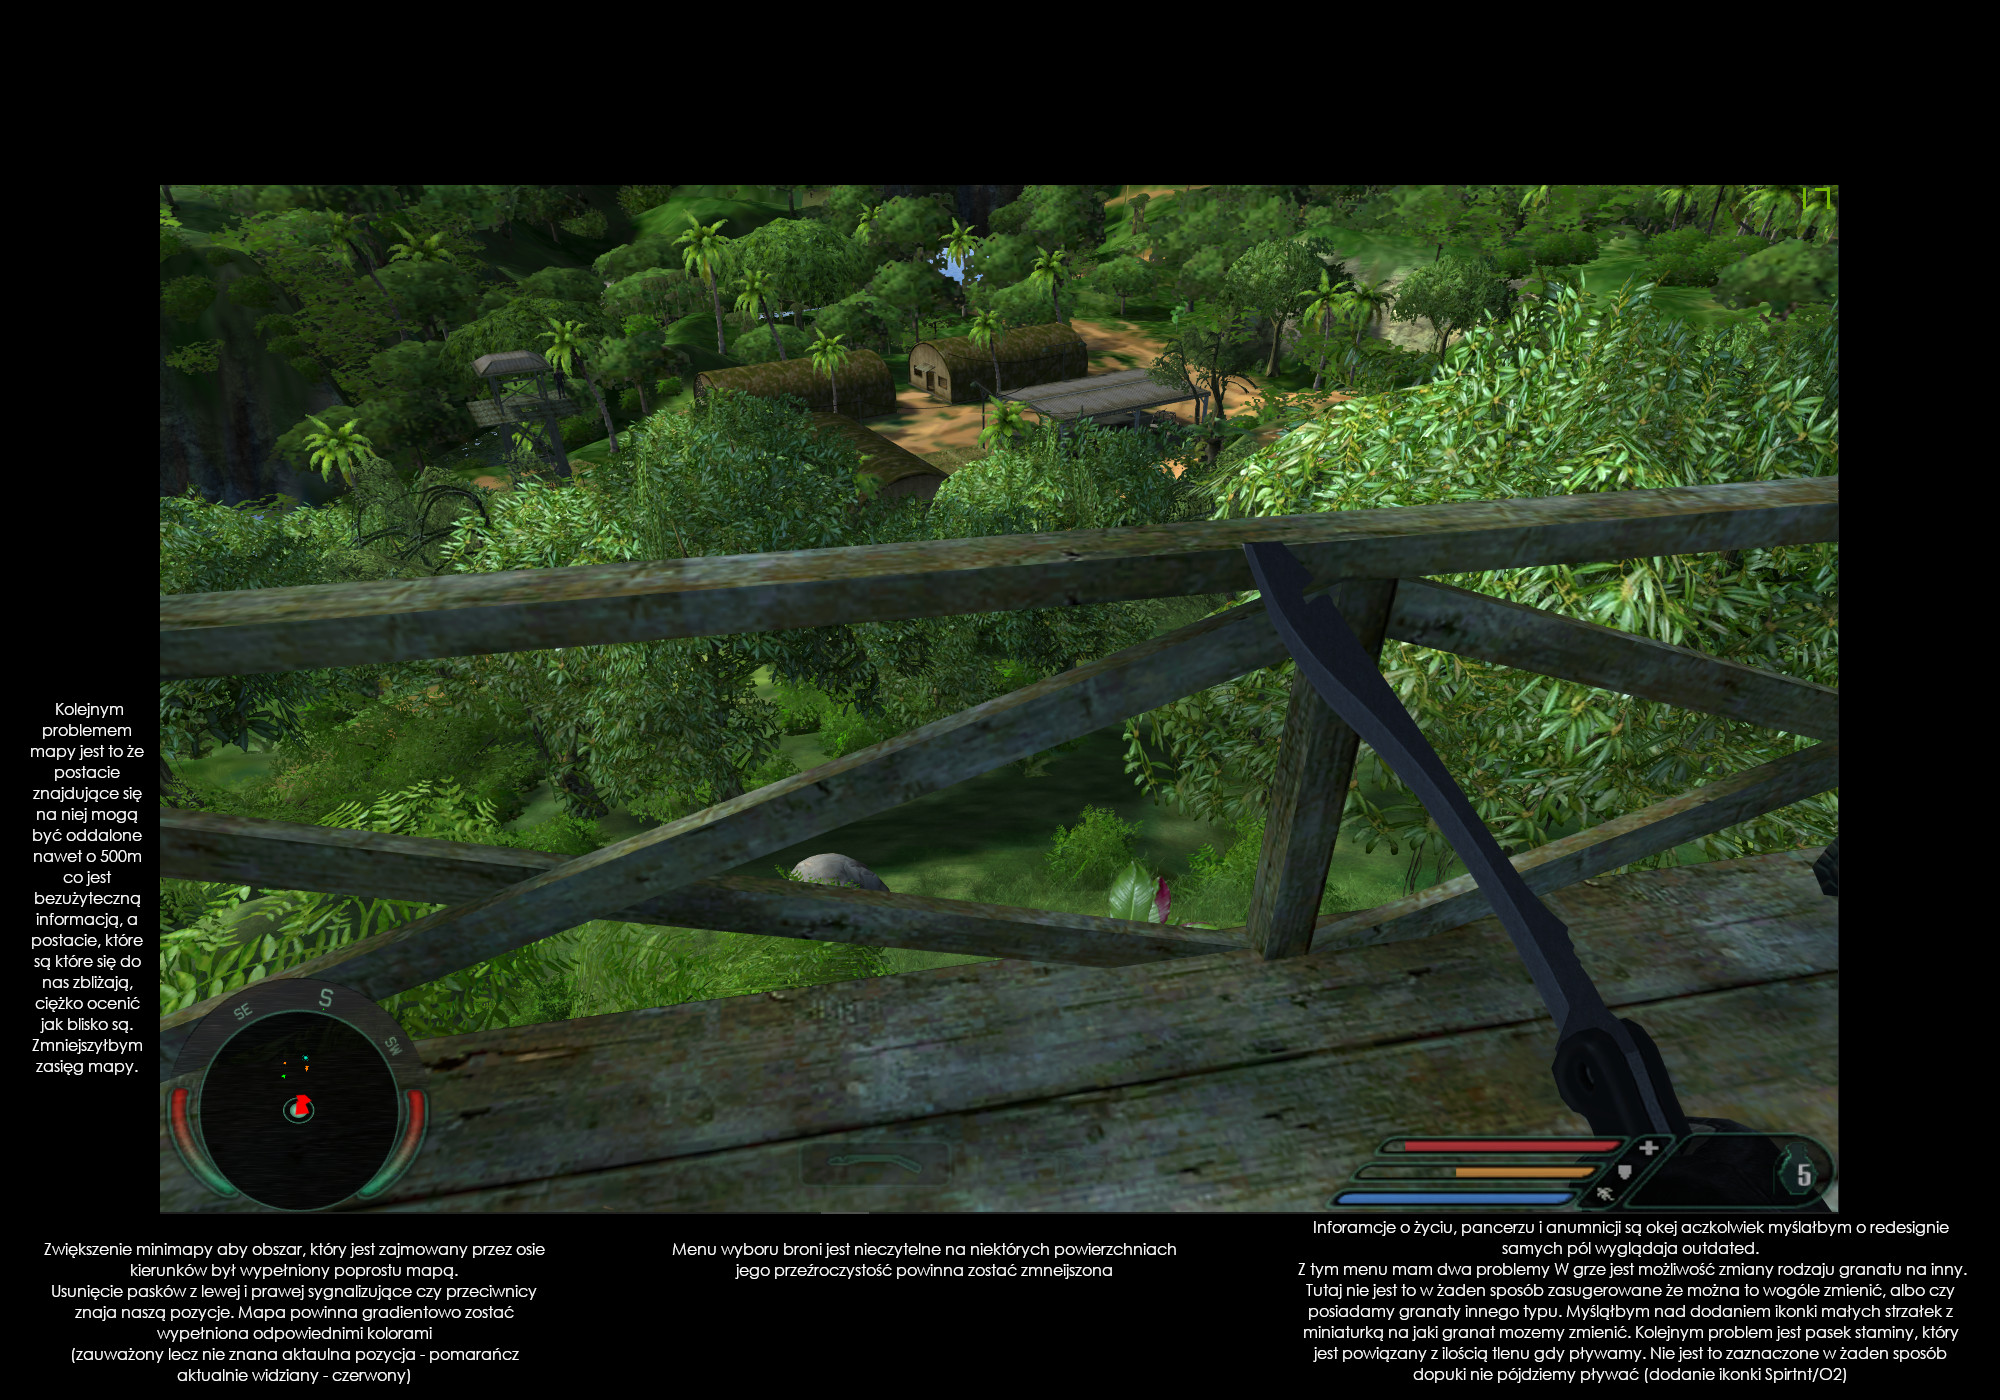 Kolejnym
problemem
mapy jest to że
postacie
znajdujące się
na niej mogą
być oddalone
nawet o 500m
co jest
bezużyteczną
informacją, a
postacie, które
są które się do
nas zbliżają,
ciężko ocenić
jak blisko są.
Zmniejszyłbym
zasięg mapy.
SE
S
SW
5
Zwiększenie minimapy aby obszar, który jest zajmowany przez osie
kierunków był wypełniony poprostu mapą.
Usunięcie pasków z lewej i prawej sygnalizujące czy przeciwnicy
znaja naszą pozycje. Mapa powinna gradientowo zostać
wypełniona odpowiednimi kolorami
(zauważony lecz nie znana aktaulna pozycja - pomarańcz
aktualnie widziany - czerwony)
Menu wyboru broni jest nieczytelne na niektórych powierzchniach
jego przeźroczystość powinna zostać zmneijszona
Inforamcje o życiu, pancerzu i anumnicji są okej aczkolwiek myślałbym o redesignie
samych pól wyglądaja outdated.
Z tym menu mam dwa problemy W grze jest możliwość zmiany rodzaju granatu na inny.
Tutaj nie jest to w żaden sposób zasugerowane że można to wogóle zmienić, albo czy
posiadamy granaty innego typu. Myśląłbym nad dodaniem ikonki małych strzałek z
miniaturką na jaki granat mozemy zmienić. Kolejnym problem jest pasek staminy, który
jest powiązany z ilością tlenu gdy pływamy. Nie jest to zaznaczone w żaden sposób
dopuki nie pójdziemy pływać (dodanie ikonki Spirtnt/O2)